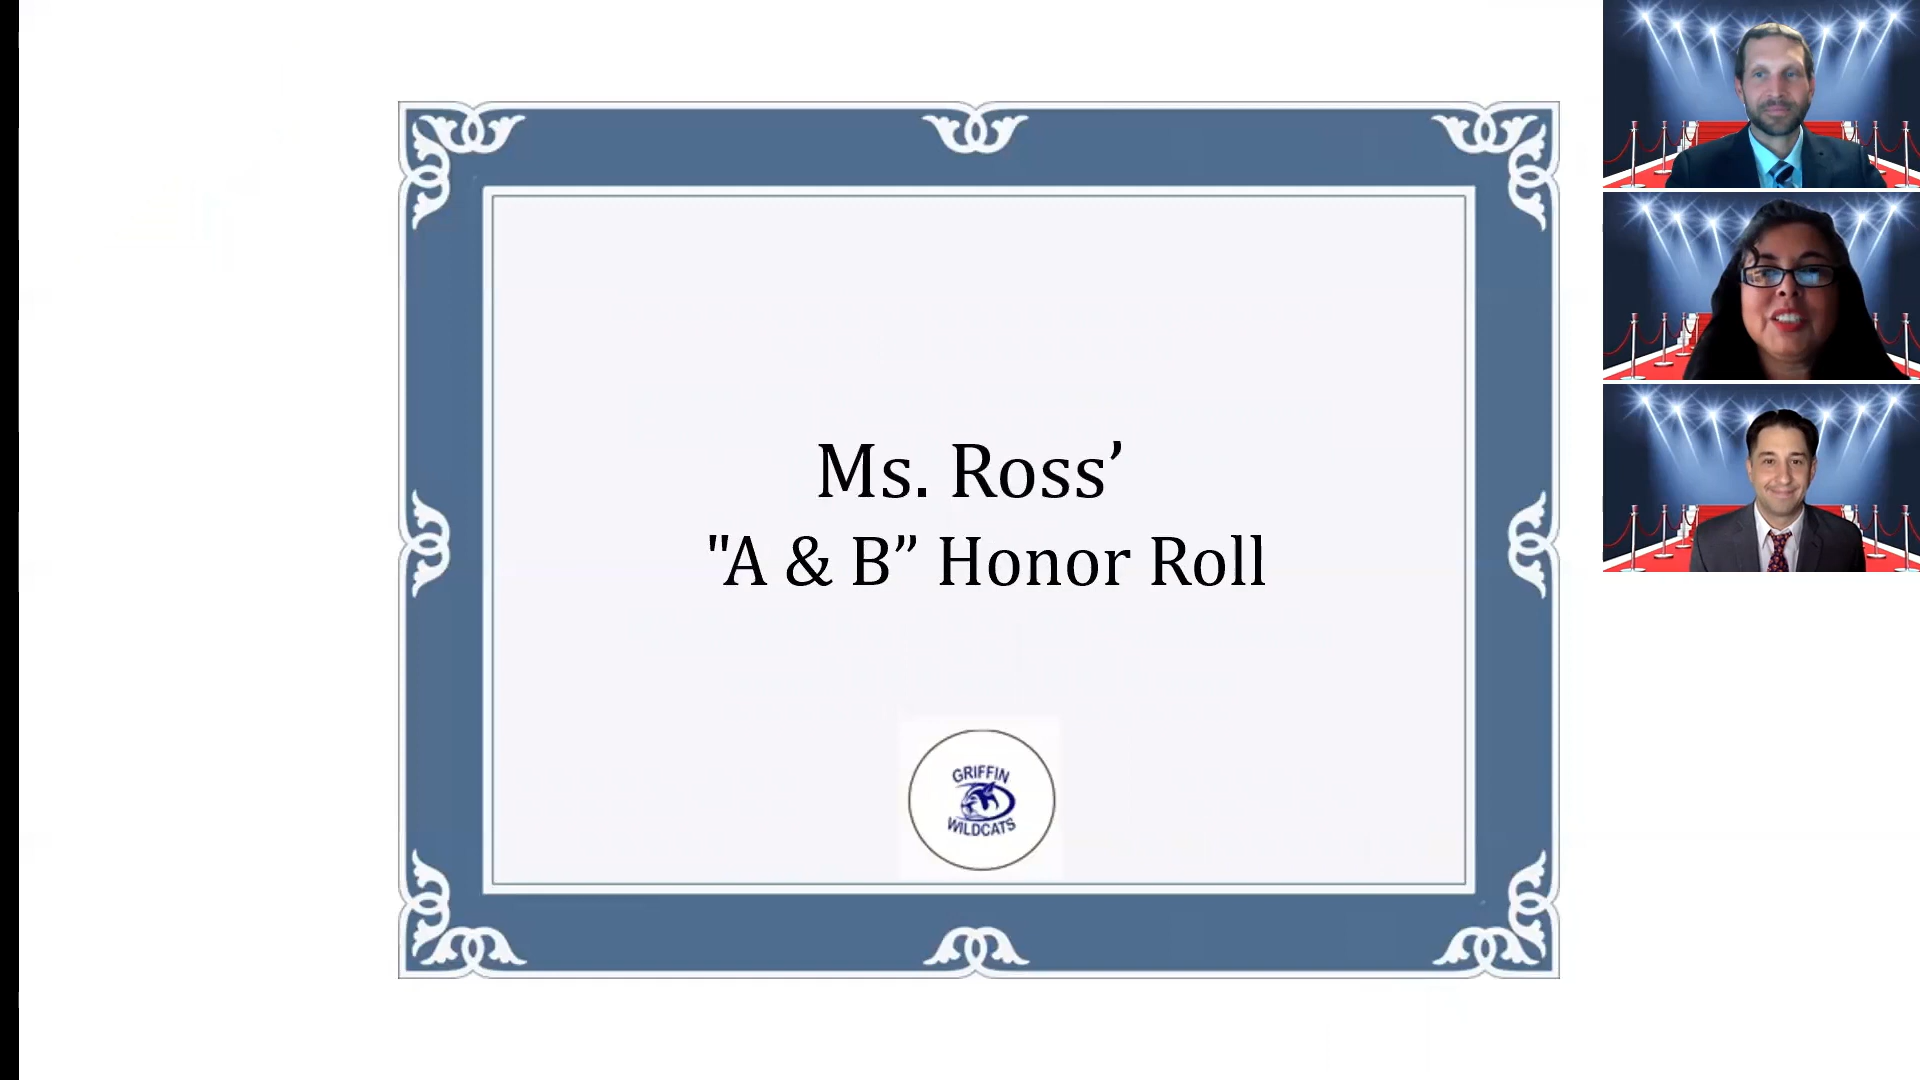 Ms. Ross’
"A & B” Honor Roll
GRIFFIN
WILDCATS